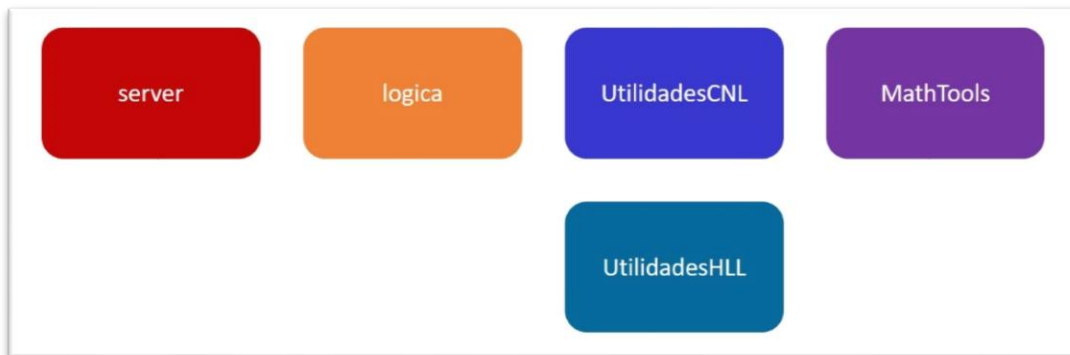 server
logica
UtilidadesCNL
MathTools
UtilidadesHLL